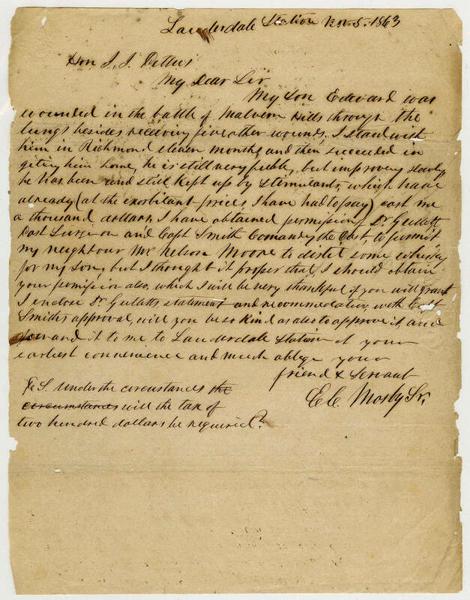 Lauderdale Station Nov. 5. 1863
Hon J. J. Pettus
My Dear Sir
My Son Edward was
wounded in the battle of Malvern Hills through the
lungs besides receiving five other wounds. I staid with
him in Richmond eleven months and then succeeded in
giting him home, he is still very feeble, but improving slowly
he has been and still kept up by stimulants, which have
already (at the exorbitant prices I have had to pay) cost me
a thousand dollars, I have obtained permission Dr Guilett
Post Surgeon and Capt Smith Comandg the Post to permit
my neighbour Mr Nelson Moore to distil some whisky
for my Son, but I thought it proper that I should obtain
your permission also, which I will be very thankful if you will grant
I enclose Dr Guiletts statement and recommendation with Capt
Smiths approval, will you be so kind as also to approve it and
send it to me to Lauderdale Station at your
earliest convenience and much oblige your
friend & Servant
E C Mosby Sr.
P.S. under the circustances the
circumstances will the tax of
two hundred dollars be required?